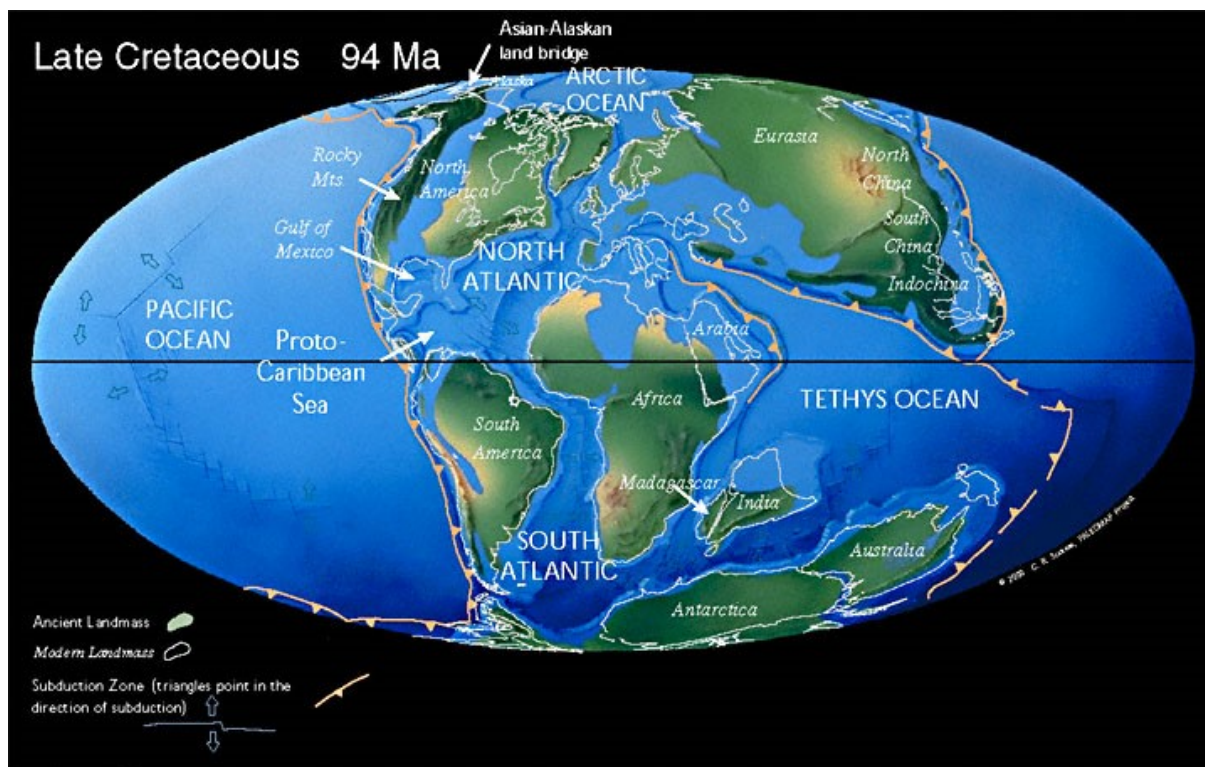 Late Cretaceous 94 Ma
Asian-Alaskan
land bridge
Alaska
ARCTIC
OCEAN
Eurasia
Rocky
Mts.
North
America
North
China
South
China
Indochina
Gulf of
Mexico
NORTH
ATLANTIC
PACIFIC
OCEAN
Proto-
Caribbean
Sea
Arabia
Africa
TETHYS OCEAN
South
America
Madagascar
India
SOUTH
ATLANTIC
Australia
Antarctica
Ancient Landmass
Modern Landmass
Subduction Zone (triangles point in the
direction of subduction)